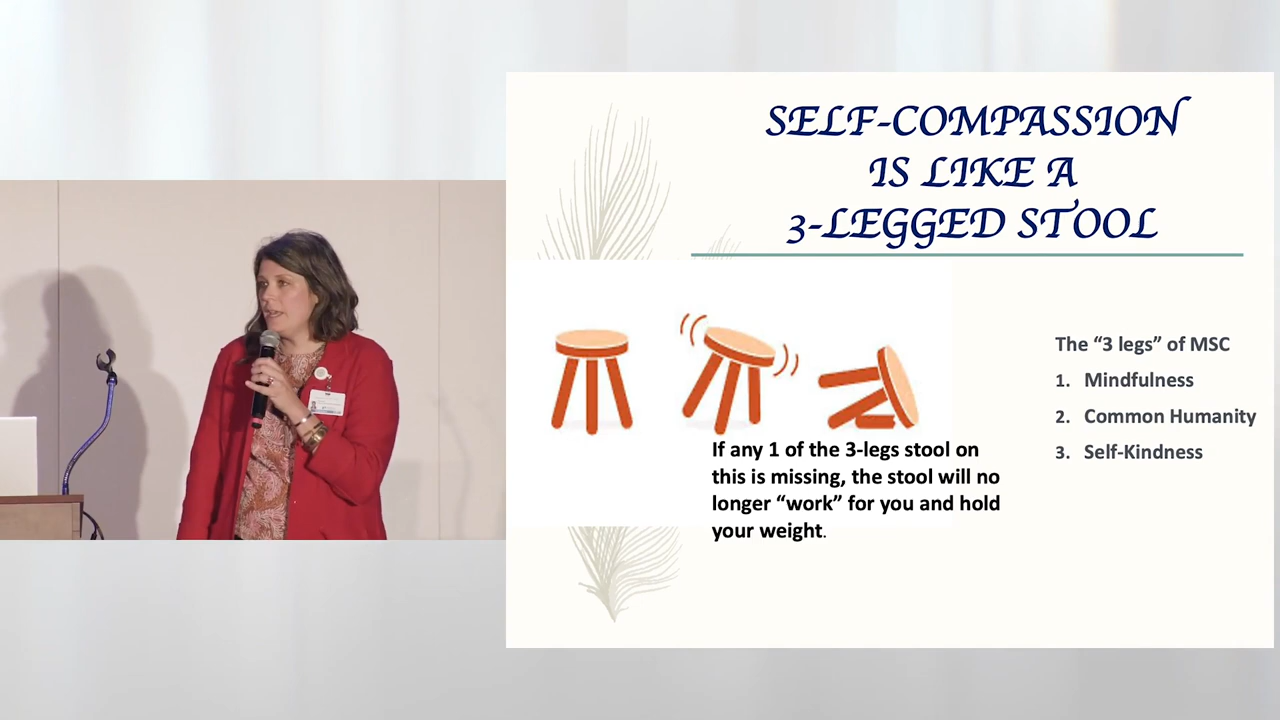 SELF-COMPASSION
IS LIKE A
3-LEGGED STOOL
If any 1 of the 3-legs stool on
this is missing, the stool will no
longer “work” for you and hold
your weight.
The “3 legs” of MSC
1. Mindfulness
2. Common Humanity
3. Self-Kindness